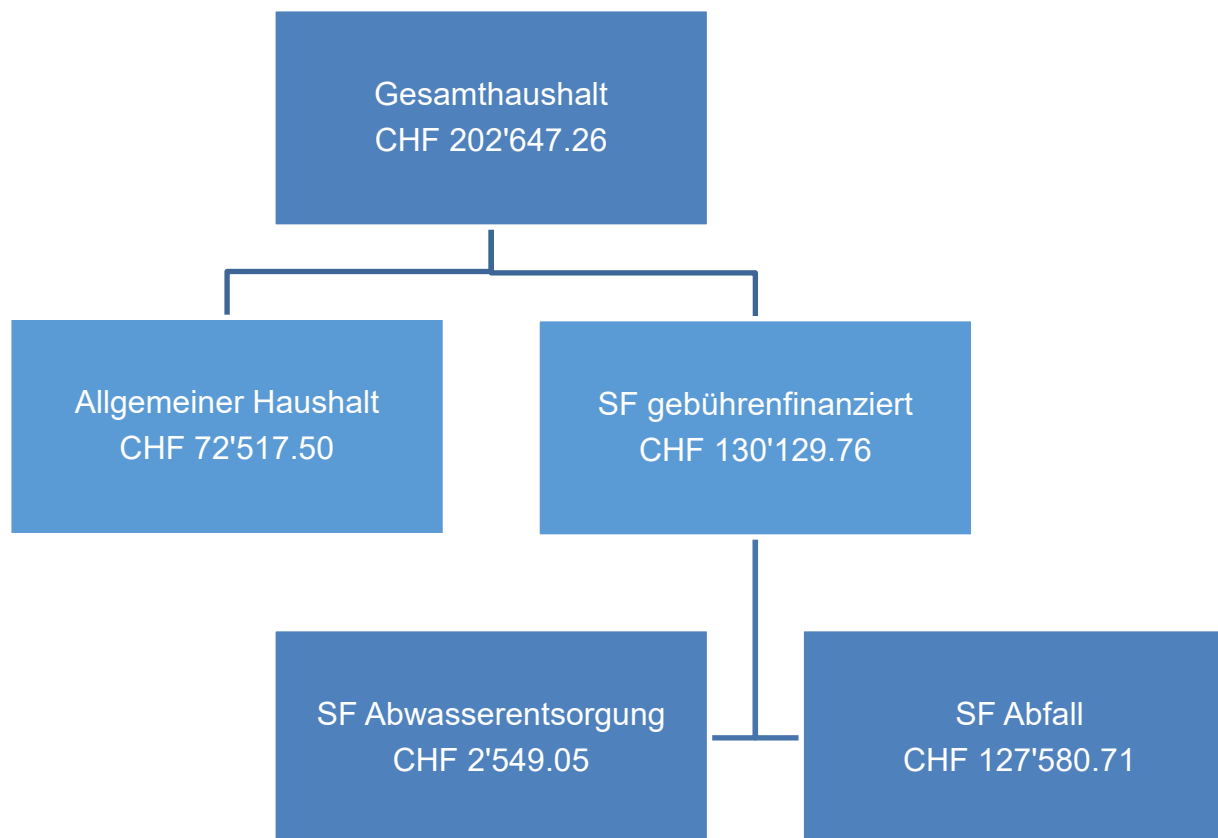 Gesamthaushalt
CHF 202'647.26
Allgemeiner Haushalt
CHF 72'517.50
SF gebührenfinanziert
CHF 130'129.76
SF Abwasserentsorgung
CHF 2'549.05
SF Abfall
CHF 127'580.71